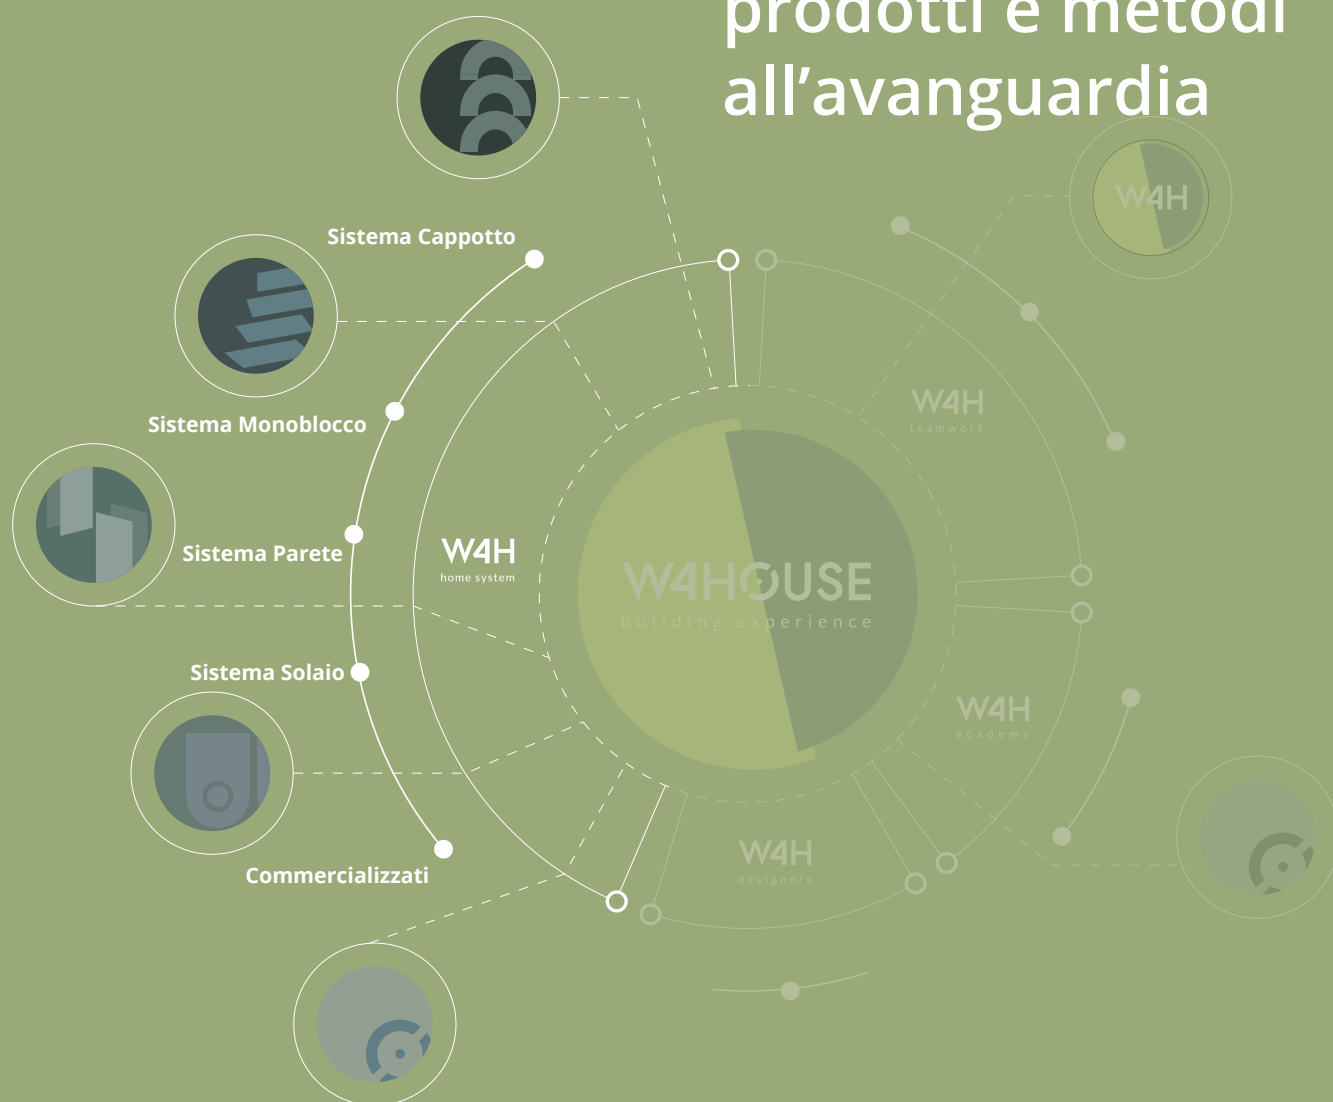 prodotti e metodi
all’avanguardia
W4H
Sistema Cappotto
W4H
teamwork
Sistema Monoblocco
W4H
home system
Sistema Parete
W4HOUSE
building experience
Sistema Solaio
W4H
academy
W4H
designers
Commercializzati